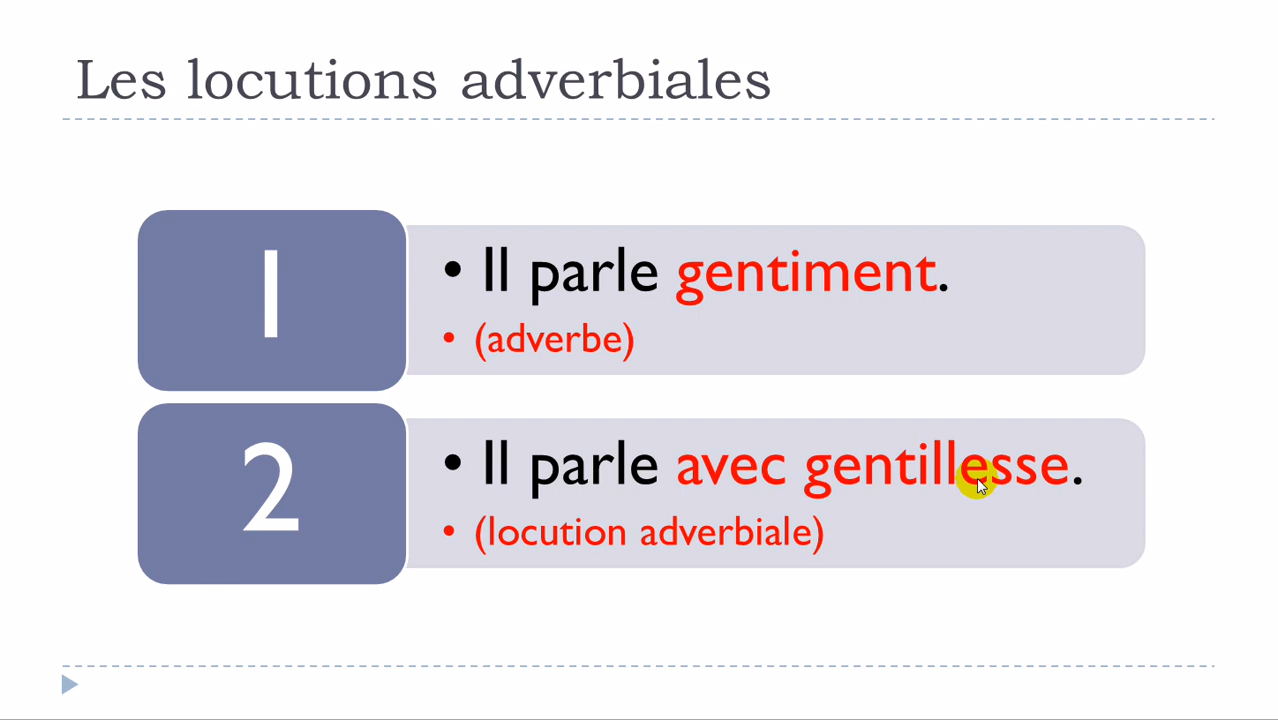 Les locutions adverbiales
1
• Il parle gentiment.
• (adverbe)
2
• Il parle avec gentillesse.
• (locution adverbiale)